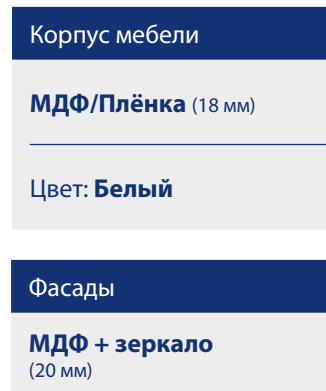 Корпус мебели
МДФ/Плёнка (18 мм)
Цвет: Белый
Фасады
МДФ + зеркало
(20 мм)